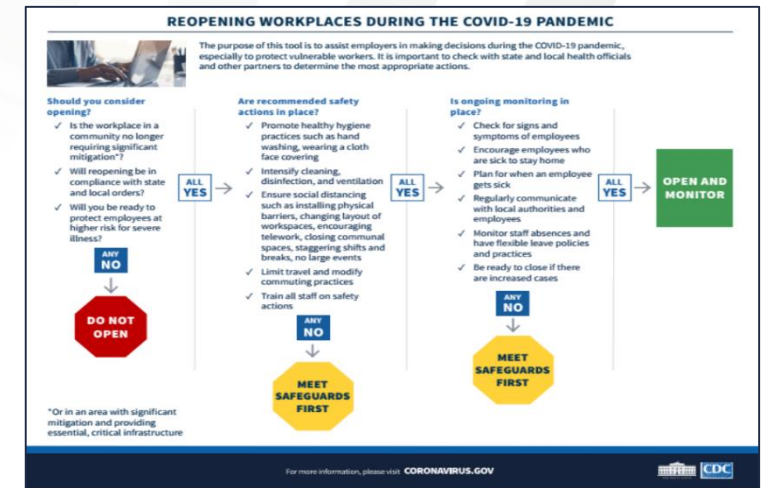 REOPENING WORKPLACES DURING THE COVID-19 PANDEMIC
The purpose of this tool is to assist employers in making decisions during the COVID-19 pandemic,
especially to protect vulnerable workers. It is important to check with state and local health officials
and other partners to determine the most appropriate actions.
Should you consider
opening?
✓ Is the workplace in a
community no longer
requiring significant
mitigation*?
✓ Will reopening be in
compliance with state
and local orders?
✓ Will you be ready to
protect employees at
higher risk for severe
illness?
ANY
NO
DO NOT
OPEN
ALL
YES
Are recommended safety
actions in place?
✓ Promote healthy hygiene
practices such as hand
washing, wearing a cloth
face covering
✓ Intensify cleaning,
disinfection, and ventilation
✓ Ensure social distancing
such as installing physical
barriers, changing layout of
workspaces, encouraging
telework, closing communal
spaces, staggering shifts and
breaks, no large events
✓ Limit travel and modify
commuting practices
✓ Train all staff on safety
actions
ANY
NO
MEET
SAFEGUARDS
FIRST
ALL
YES
Is ongoing monitoring in
place?
✓ Check for signs and
symptoms of employees
✓ Encourage employees who
are sick to stay home
✓ Plan for when an employee
gets sick
✓ Regularly communicate
with local authorities and
employees
✓ Monitor staff absences and
have flexible leave policies
and practices
✓ Be ready to close if there
are increased cases
ANY
NO
MEET
SAFEGUARDS
FIRST
ALL
YES
OPEN AND
MONITOR
*Or in an area with significant
mitigation and providing
essential, critical infrastructure
For more information, please visit CORONAVIRUS.GOV
CDC